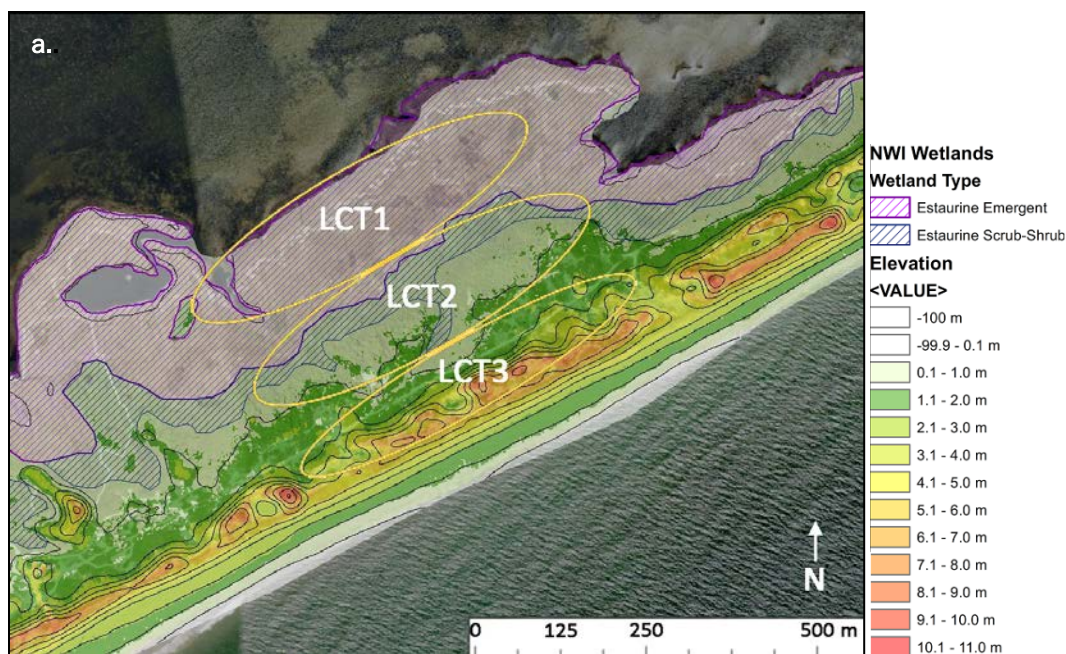 a.
LCT1
LCT2
LCT3
N
0 125 250 500 m
NWI Wetlands
Wetland Type
Estaurine Emergent
Estaurine Scrub-Shrub
Elevation
<VALUE>
-100 m
-99.9 - 0.1 m
0.1 - 1.0 m
1.1 - 2.0 m
2.1 - 3.0 m
3.1 - 4.0 m
4.1 - 5.0 m
5.1 - 6.0 m
6.1 - 7.0 m
7.1 - 8.0 m
8.1 - 9.0 m
9.1 - 10.0 m
10.1 - 11.0 m